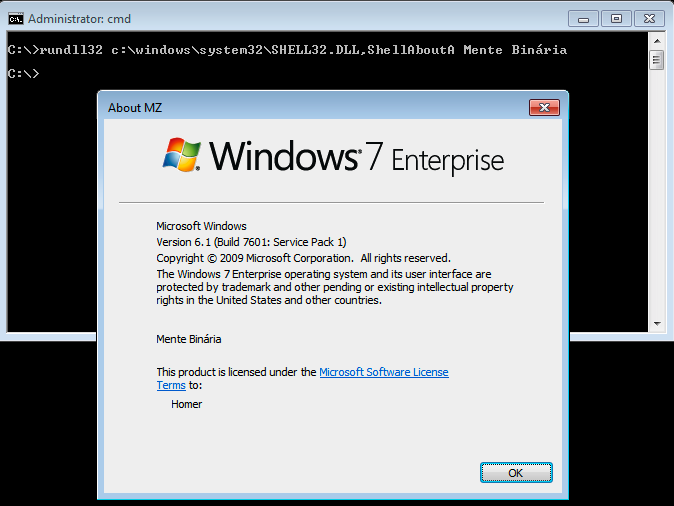 Administrator: cmd
C:\>rundll32 c:\windows\system32\SHELL32.DLL,ShellAboutA Mente Binária
C:\>
About MZ
Windows 7 Enterprise
Microsoft Windows
Version 6.1 (Build 7601: Service Pack 1)
Copyright © 2009 Microsoft Corporation.  All rights reserved.
The Windows 7 Enterprise operating system and its user interface are
protected by trademark and other pending or existing intellectual property
rights in the United States and other countries.
Mente Binária
This product is licensed under the Microsoft Software License
Terms to:
Homer
OK